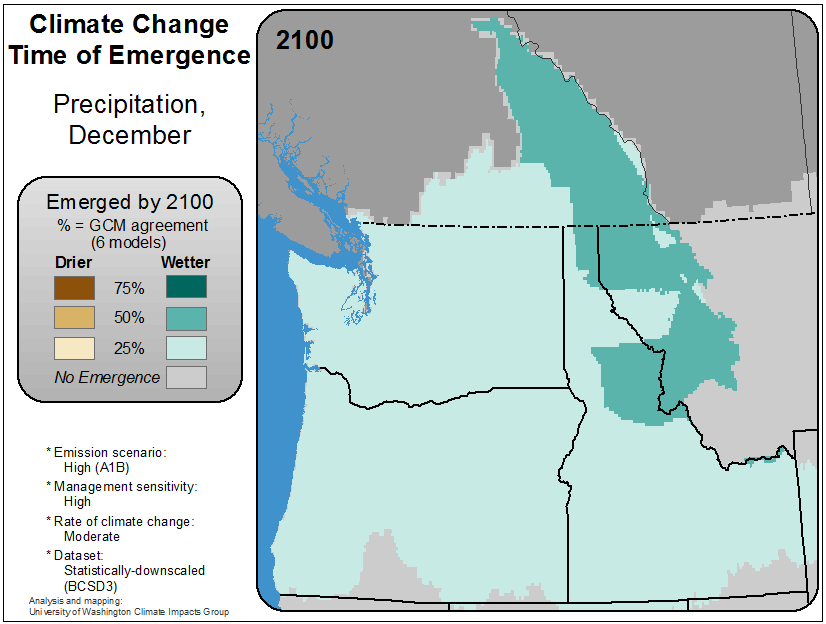 Climate Change
Time of Emergence
Precipitation,
December
Emerged by 2100
% = GCM agreement
(6 models)
Drier Wetter
75%
50%
25%
No Emergence
* Emission scenario:
High (A1B)
* Management sensitivity:
High
* Rate of climate change:
Moderate
* Dataset:
Statistically-downscaled
(BCSD3)
Analysis and mapping:
University of Washington Climate Impacts Group
2100